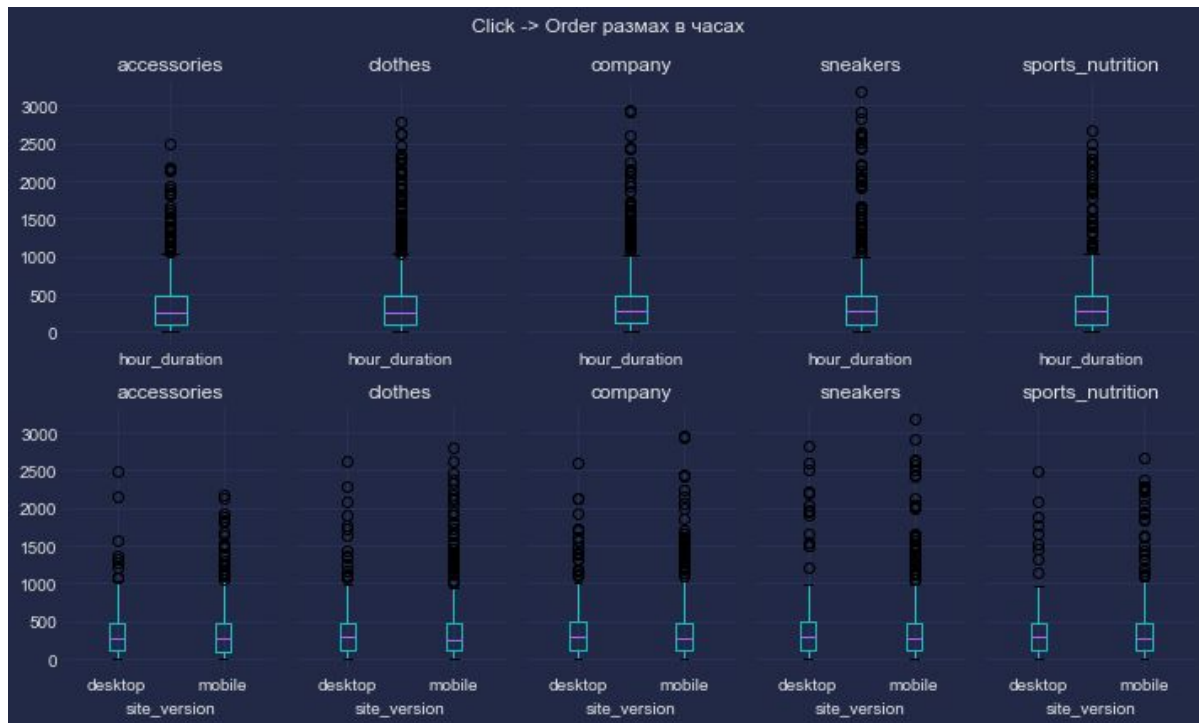 Click -> Order размах в часах
accessories clothes company sneakers sports_nutrition
3000
2500
2000
1500
1000
500
0
hour_duration hour_duration hour_duration hour_duration hour_duration
accessories clothes company sneakers sports_nutrition
3000
2500
2000
1500
1000
500
0
desktop mobile desktop mobile desktop mobile desktop mobile desktop mobile
site_version site_version site_version site_version site_version